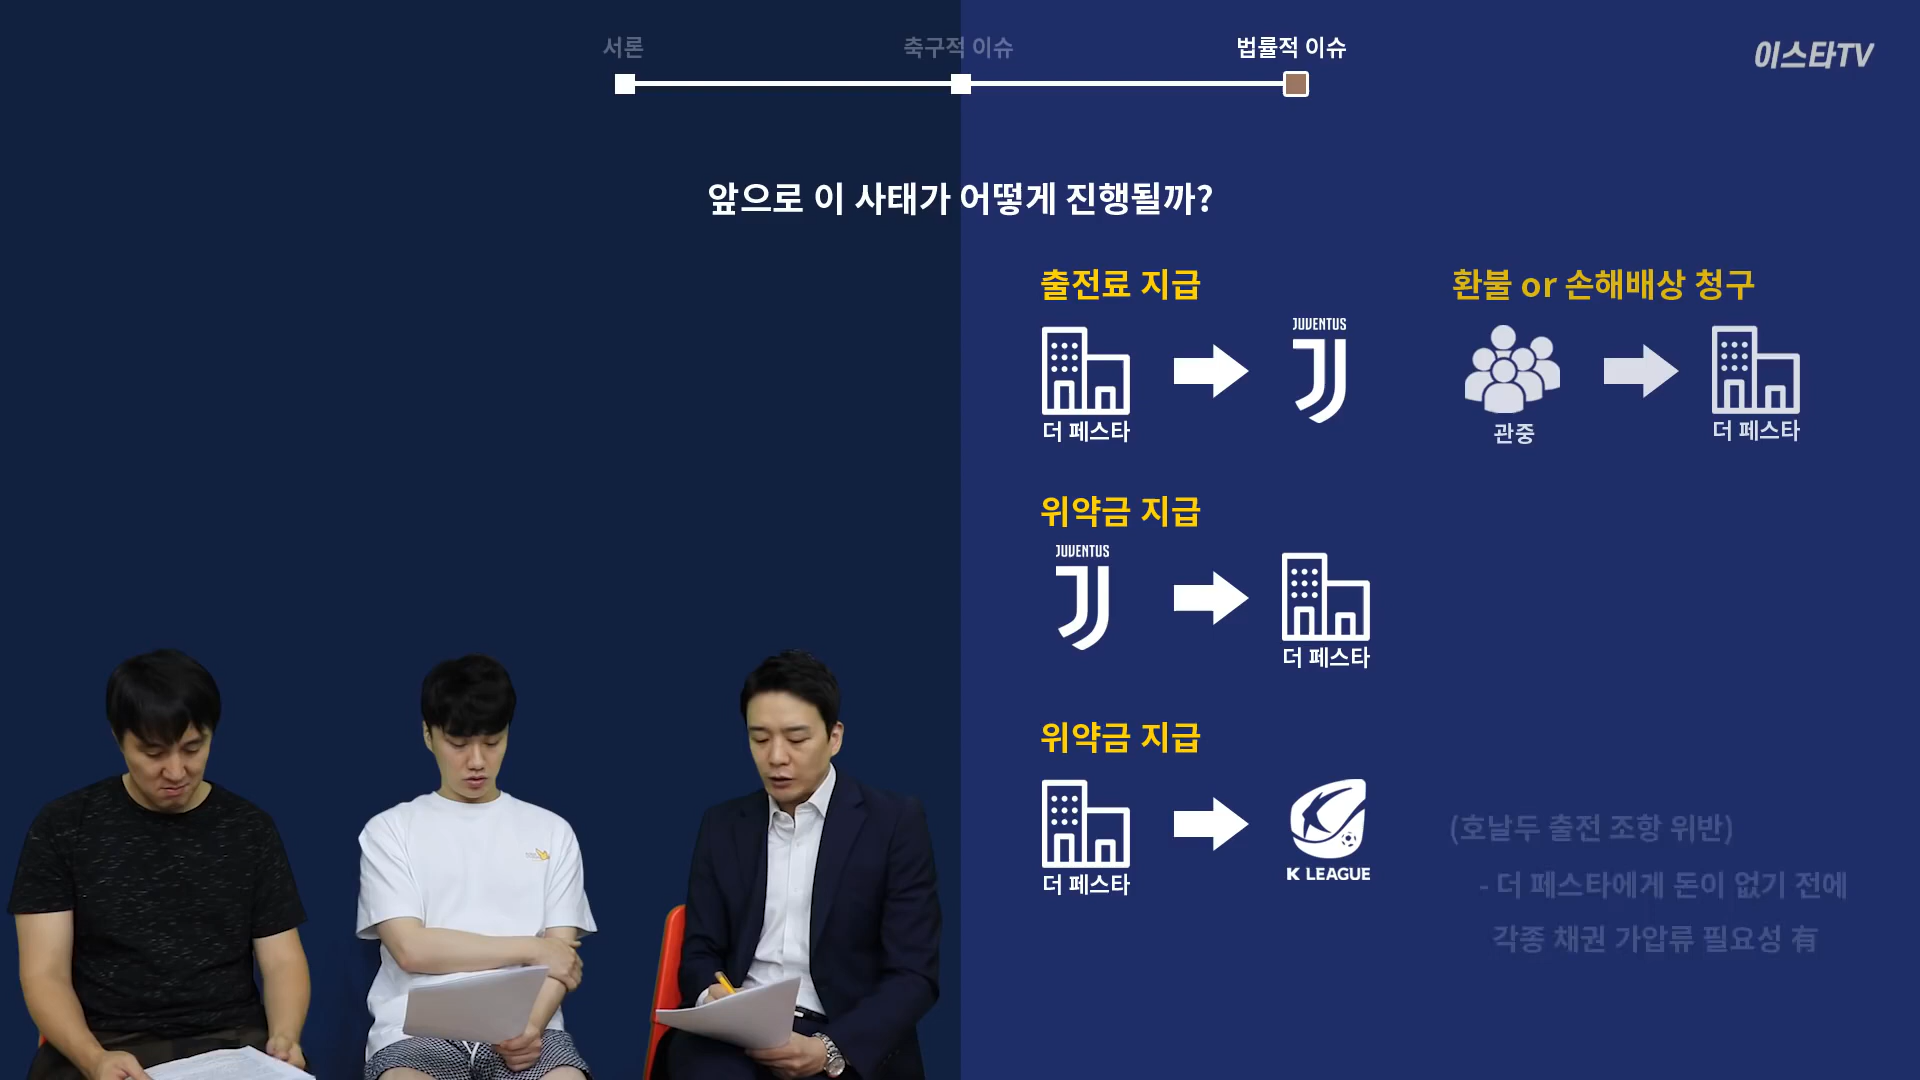 서론
축구적 이슈
법률적 이슈
이스타TV
앞으로 이 사태가 어떻게 진행될까?
출전료 지급
환불 or 손해배상 청구
JUVENTUS
더 페스타
관중
더 페스타
위약금 지급
JUVENTUS
더 페스타
위약금 지급
더 페스타
K LEAGUE
(호날두 출전 조항 위반)
- 더 페스타에게 돈이 없기 전에
각종 채권 가압류 필요성 有